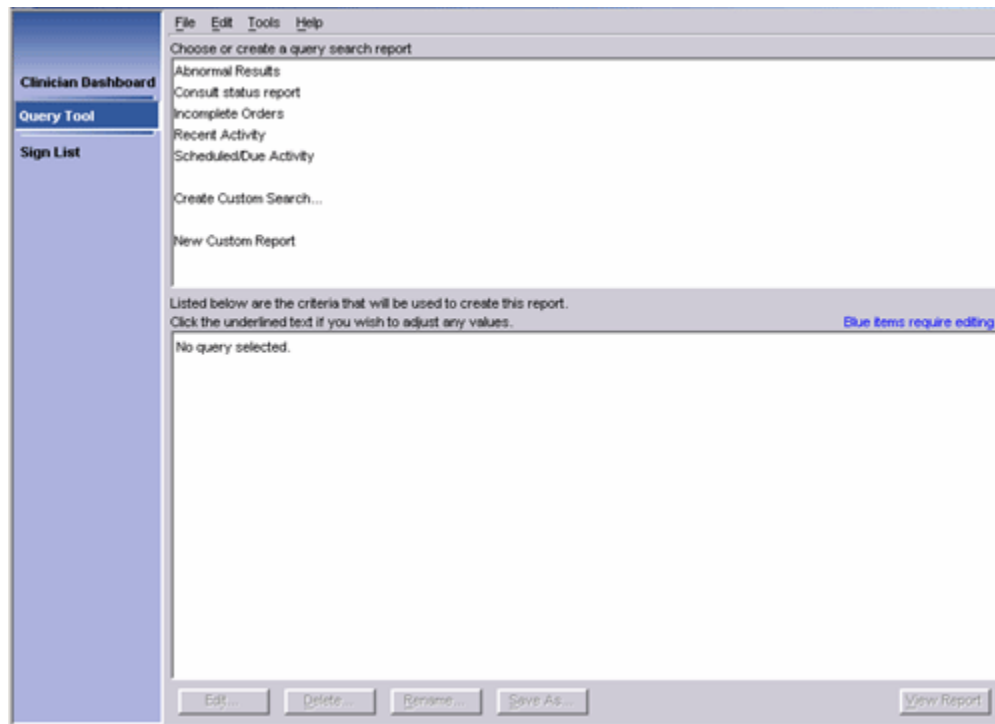 File Edit Tools Help
Choose or create a query search report
Clinician Dashboard
Query Tool
Sign List
Abnormal Results
Consult status report
Incomplete Orders
Recent Activity
Scheduled/Due Activity
Create Custom Search...
New Custom Report
Listed below are the criteria that will be used to create this report.
Click the underlined text if you wish to adjust any values. Blue items require editing
No query selected.
Edit... Delete... Rename... Save As... View Report